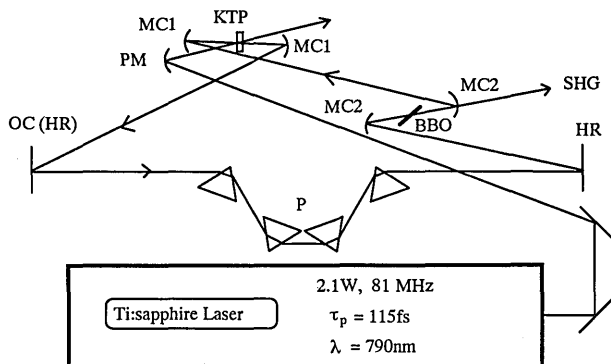 KTP
MC1
MC1
PM
MC2
SHG
MC2
BBO
OC (HR)
HR
P
2.1W, 81 MHz
Ti:sapphire Laser
τp = 115fs
λ = 790nm